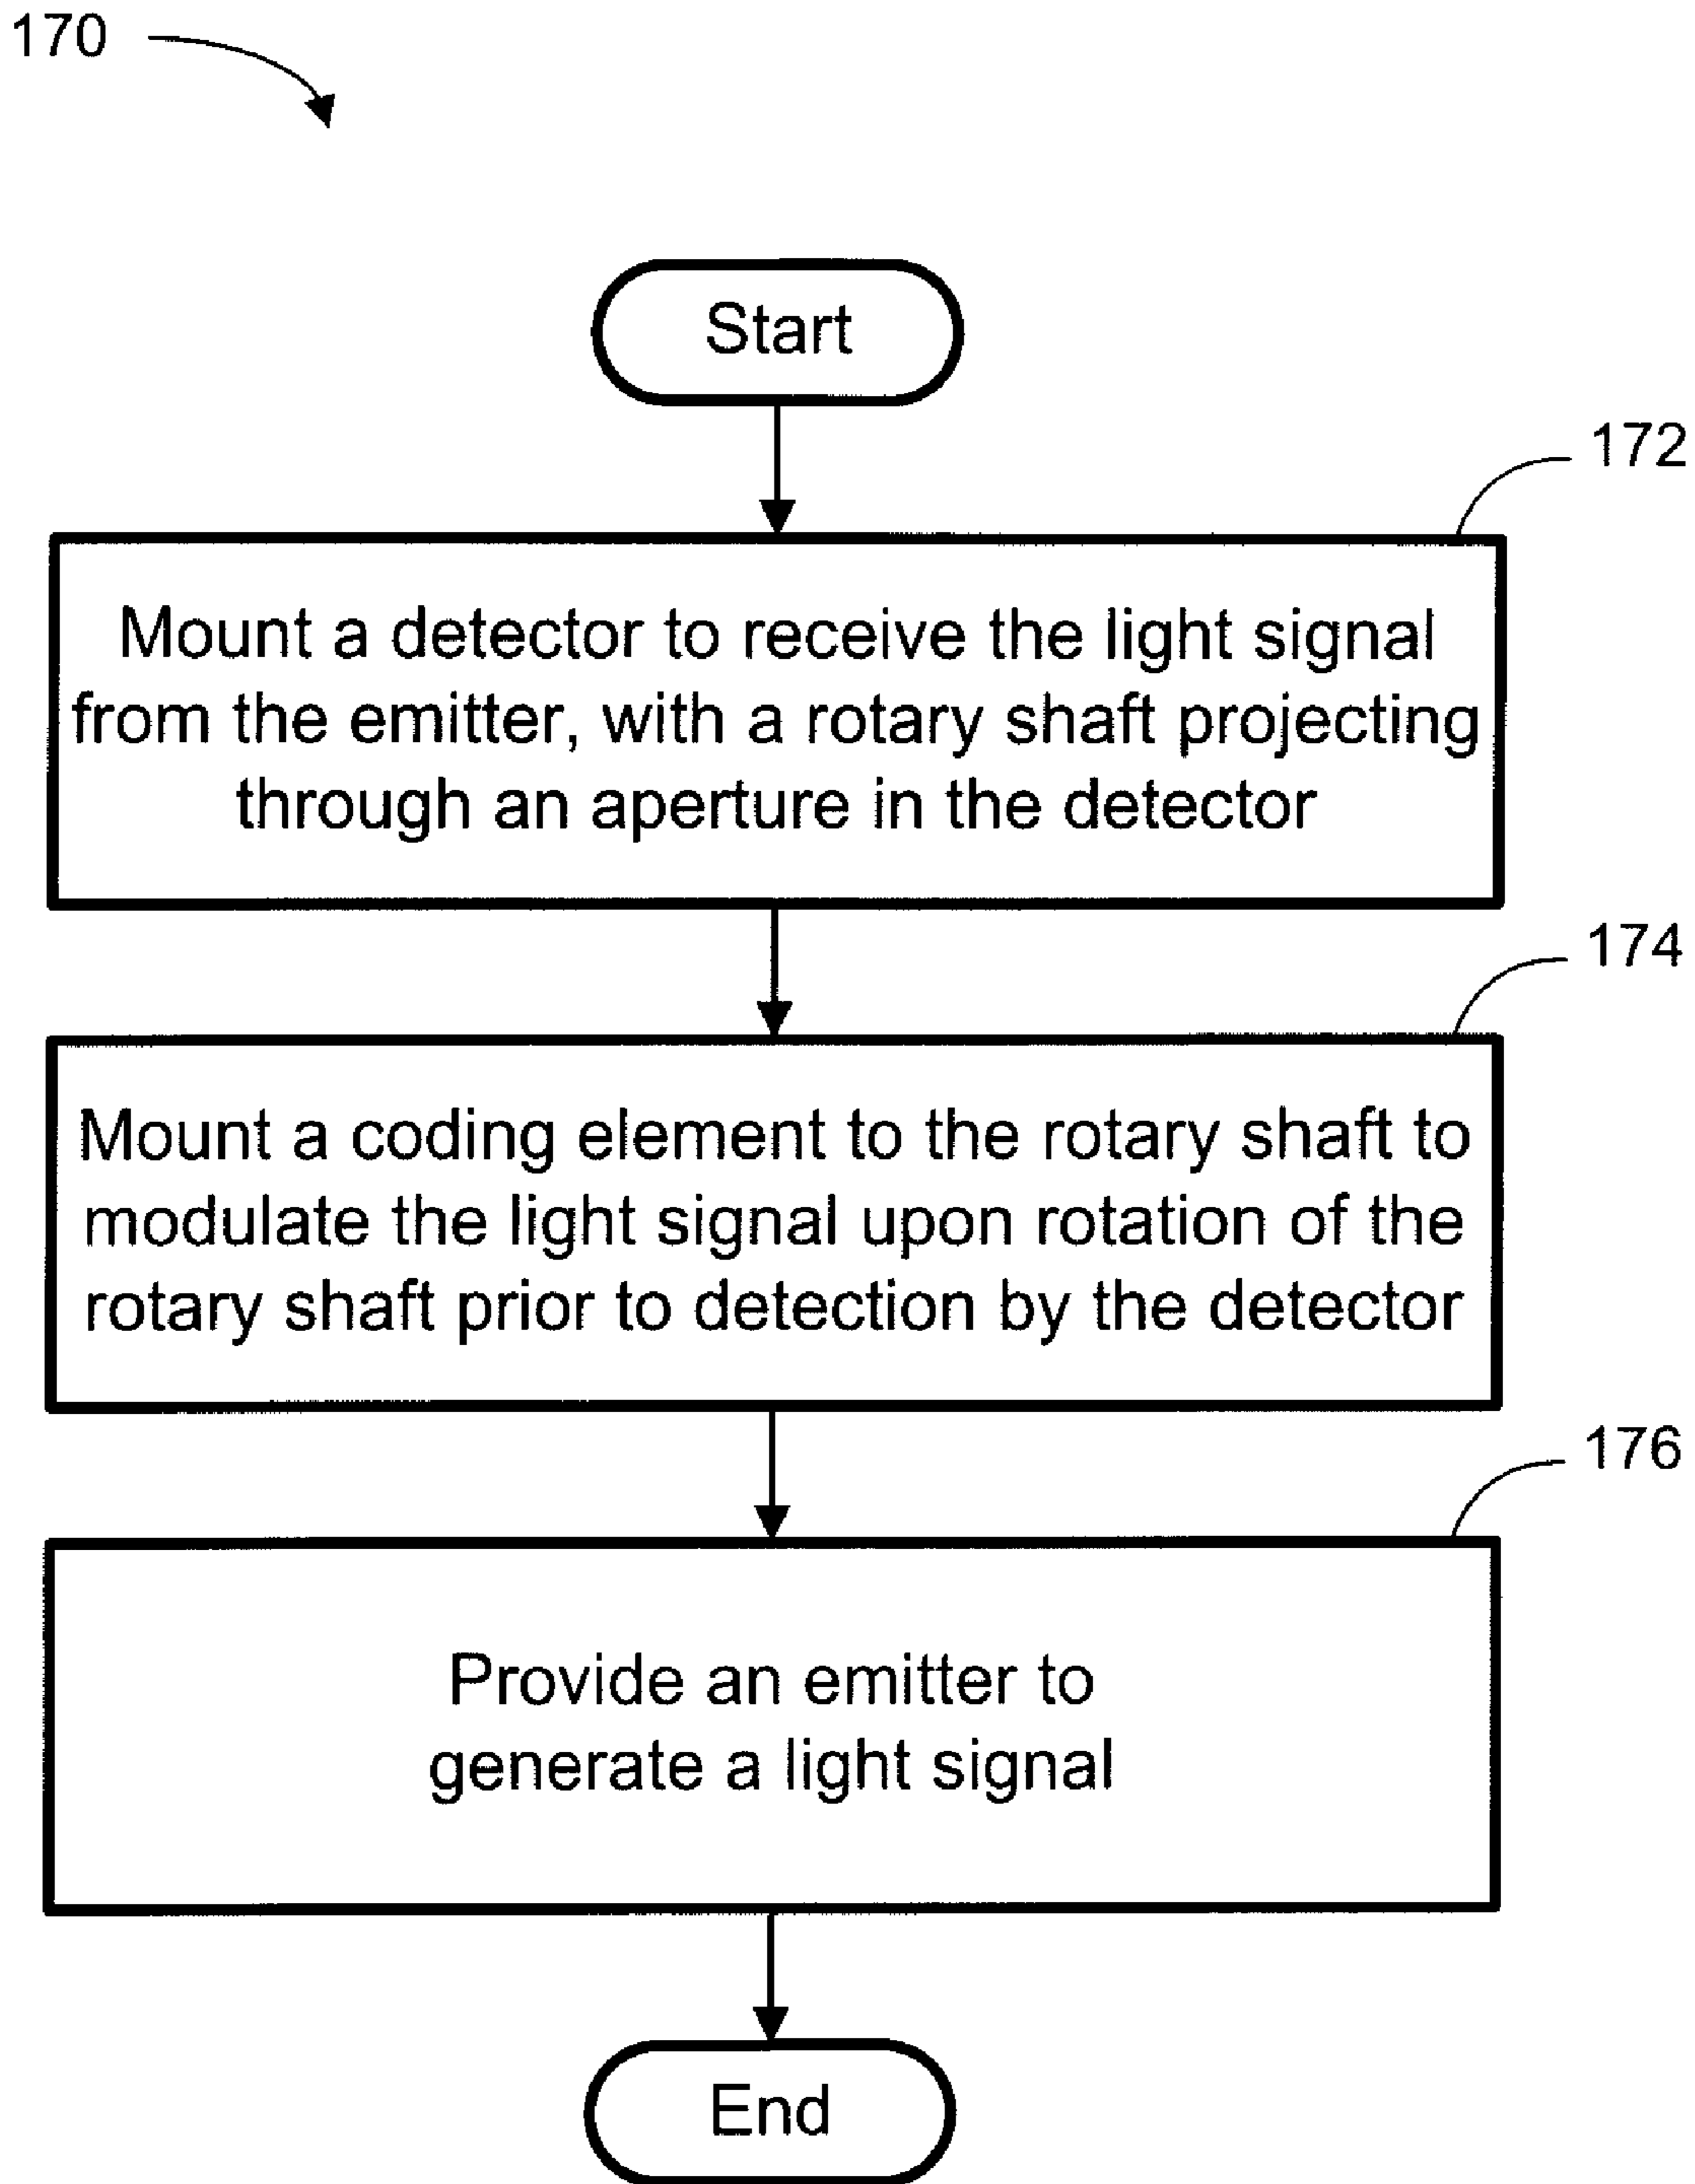 170
Start
172
Mount a detector to receive the light signal
from the emitter, with a rotary shaft projecting
through an aperture in the detector
174
Mount a coding element to the rotary shaft to
modulate the light signal upon rotation of the
rotary shaft prior to detection by the detector
176
Provide an emitter to
generate a light signal
End